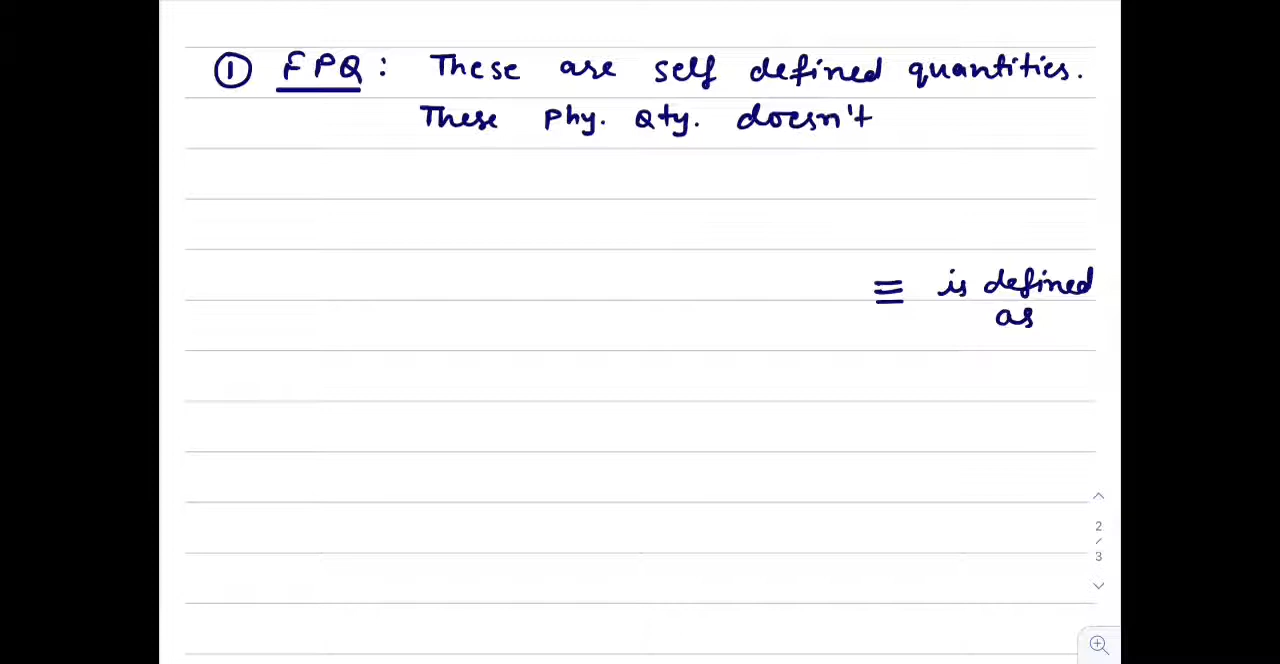 ① FPQ : These are self defined quantities.
These Phy. Qty. doesn't
≡ is defined
as
2
/
3